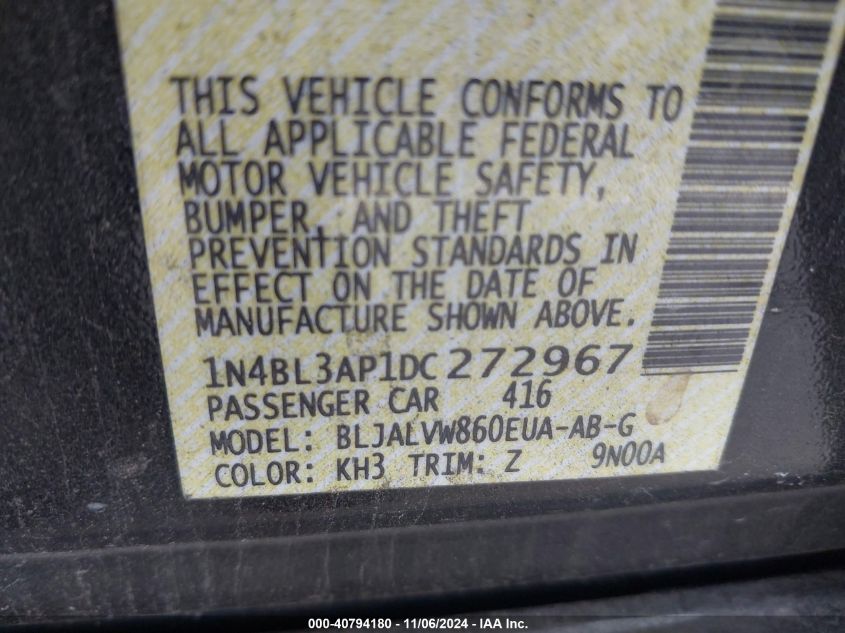 THIS VEHICLE CONFORMS TO
ALL APPLICABLE FEDERAL
MOTOR VEHICLE SAFETY,
BUMPER, AND THEFT
PREVENTION STANDARDS IN
EFFECT ON THE DATE OF
MANUFACTURE SHOWN ABOVE.
1N4BL3AP1DC272967
PASSENGER CAR 416
MODEL: BLJALVW860EUA-AB-G
COLOR: KH3 TRIM: Z 9N00A
000-40794180 - 11/06/2024 - IAA Inc.